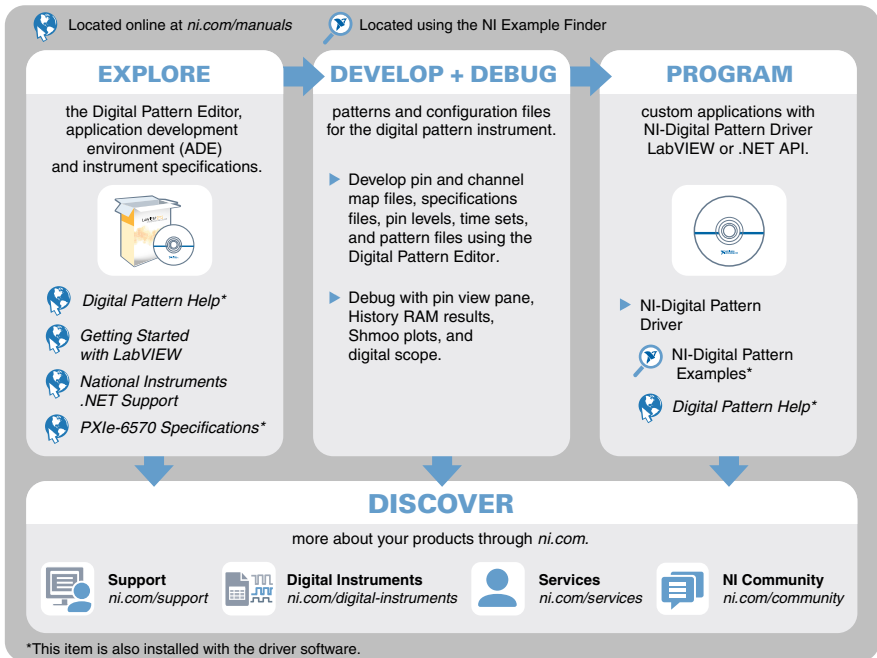 Located online at ni.com/manuals
Located using the NI Example Finder
EXPLORE
the Digital Pattern Editor,
application development
environment (ADE)
and instrument specifications.
Digital Pattern Help*
Getting Started
with LabVIEW
National Instruments
.NET Support
PXIe-6570 Specifications*
DEVELOP + DEBUG
patterns and configuration files
for the digital pattern instrument.
Develop pin and channel
map files, specifications
files, pin levels, time sets,
and pattern files using the
Digital Pattern Editor.
Debug with pin view pane,
History RAM results,
Shmoo plots, and
digital scope.
PROGRAM
custom applications with
NI-Digital Pattern Driver
LabVIEW or .NET API.
NI-Digital Pattern
Driver
NI-Digital Pattern
Examples*
Digital Pattern Help*
DISCOVER
more about your products through ni.com.
Support
ni.com/support
Digital Instruments
ni.com/digital-instruments
Services
ni.com/services
NI Community
ni.com/community
*This item is also installed with the driver software.